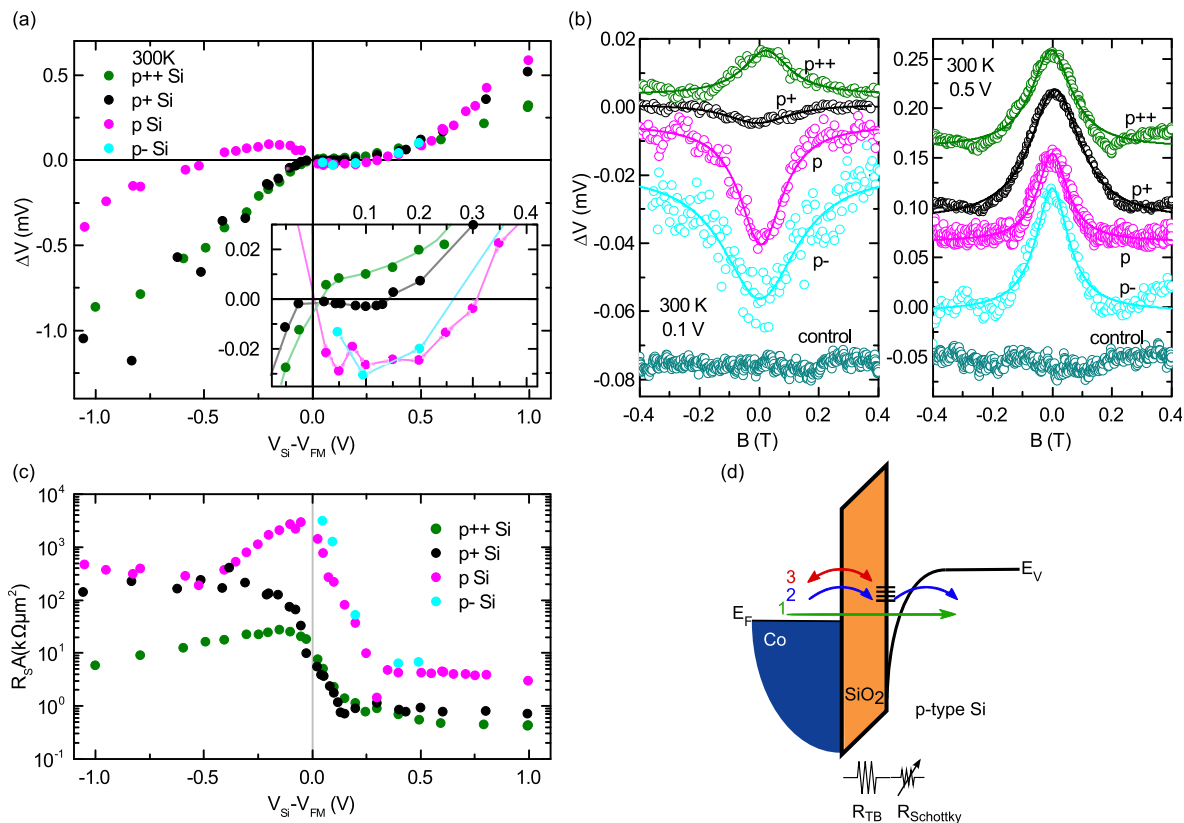 (a)
300K
p++ Si
p+ Si
p Si
p- Si
0.5
0.0
-0.5
-1.0
ΔV (mV)
0.1 0.2 0.3 0.4
0.02
0.00
-0.02
-1.0 -0.5 0.0 0.5 1.0
V_Si-V_FM (V)
(b)
0.02
0.00
-0.02
-0.04
-0.06
-0.08
ΔV (mV)
p++
p+
p
p-
300 K
0.1 V
control
-0.4 -0.2 0.0 0.2 0.4
B (T)
300 K
0.5 V
0.25
0.20
0.15
0.10
0.05
0.00
-0.05
p++
p+
p
p-
control
-0.4 -0.2 0.0 0.2 0.4
B (T)
(c)
10^4
10^3
10^2
10^1
10^0
10^-1
R_SA(kΩμm²)
p++ Si
p+ Si
p Si
p- Si
-1.0 -0.5 0.0 0.5 1.0
V_Si-V_FM (V)
(d)
3
2
1
E_F
E_V
Co
SiO₂
p-type Si
R_TB R_Schottky